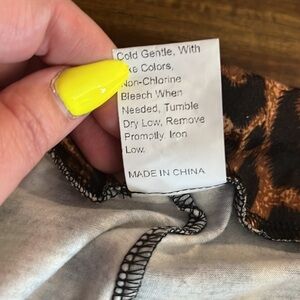 Cold Gentle, With
ke Colors,
Non-Chlorine
Bleach When
Needed, Tumble
Dry Low, Remove
Promptly, Iron
Low.
MADE IN CHINA